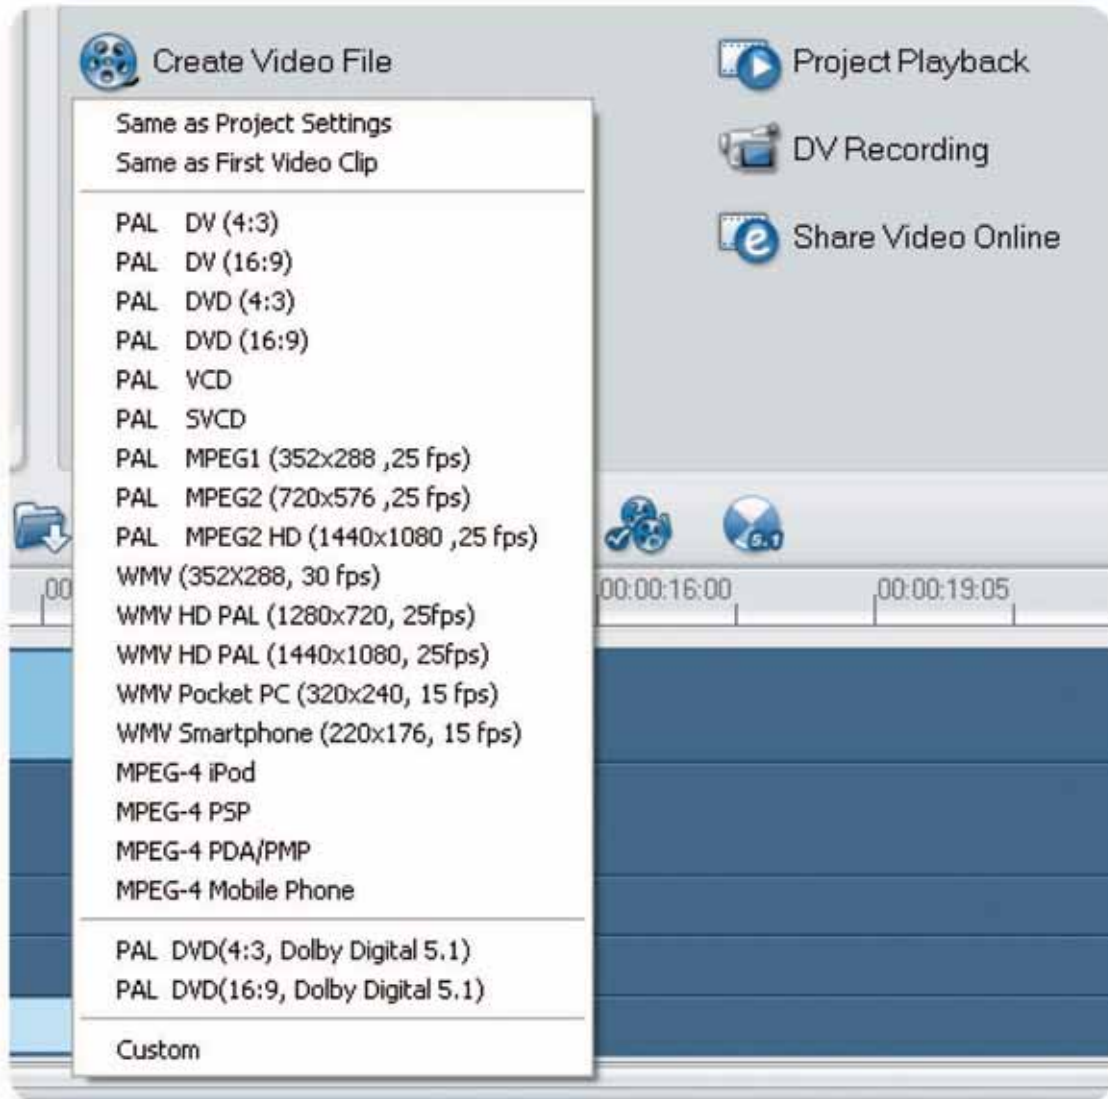 Create Video File
Project Playback
DV Recording
Share Video Online
Same as Project Settings
Same as First Video Clip
PAL DV (4:3)
PAL DV (16:9)
PAL DVD (4:3)
PAL DVD (16:9)
PAL VCD
PAL SVCD
PAL MPEG1 (352x288 ,25 fps)
PAL MPEG2 (720x576 ,25 fps)
PAL MPEG2 HD (1440x1080 ,25 fps)
WMV (352X288, 30 fps)
WMV HD PAL (1280x720, 25fps)
WMV HD PAL (1440x1080, 25fps)
WMV Pocket PC (320x240, 15 fps)
WMV Smartphone (220x176, 15 fps)
MPEG-4 iPod
MPEG-4 PSP
MPEG-4 PDA/PMP
MPEG-4 Mobile Phone
PAL DVD(4:3, Dolby Digital 5.1)
PAL DVD(16:9, Dolby Digital 5.1)
Custom
5.1
00
00:00:16:00
00:00:19:05